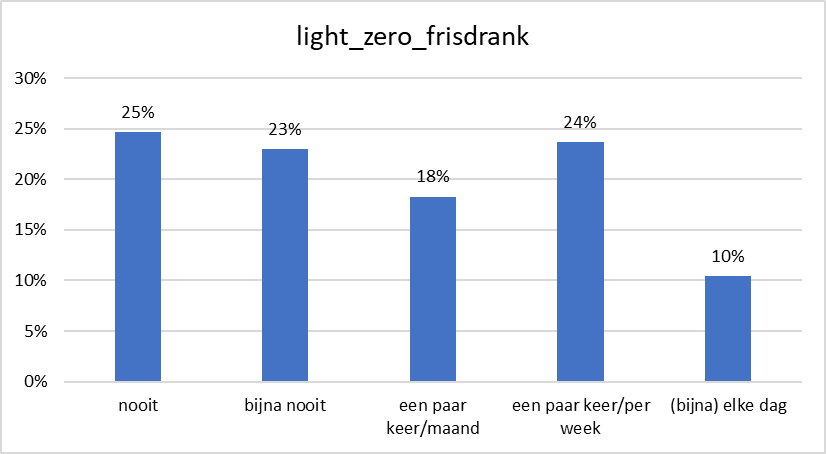 light_zero_frisdrank
30%
25%
20%
15%
10%
5%
0%
25%
23%
18%
24%
10%
nooit
bijna nooit
een paar
keer/maand
een paar keer/per
week
(bijna) elke dag